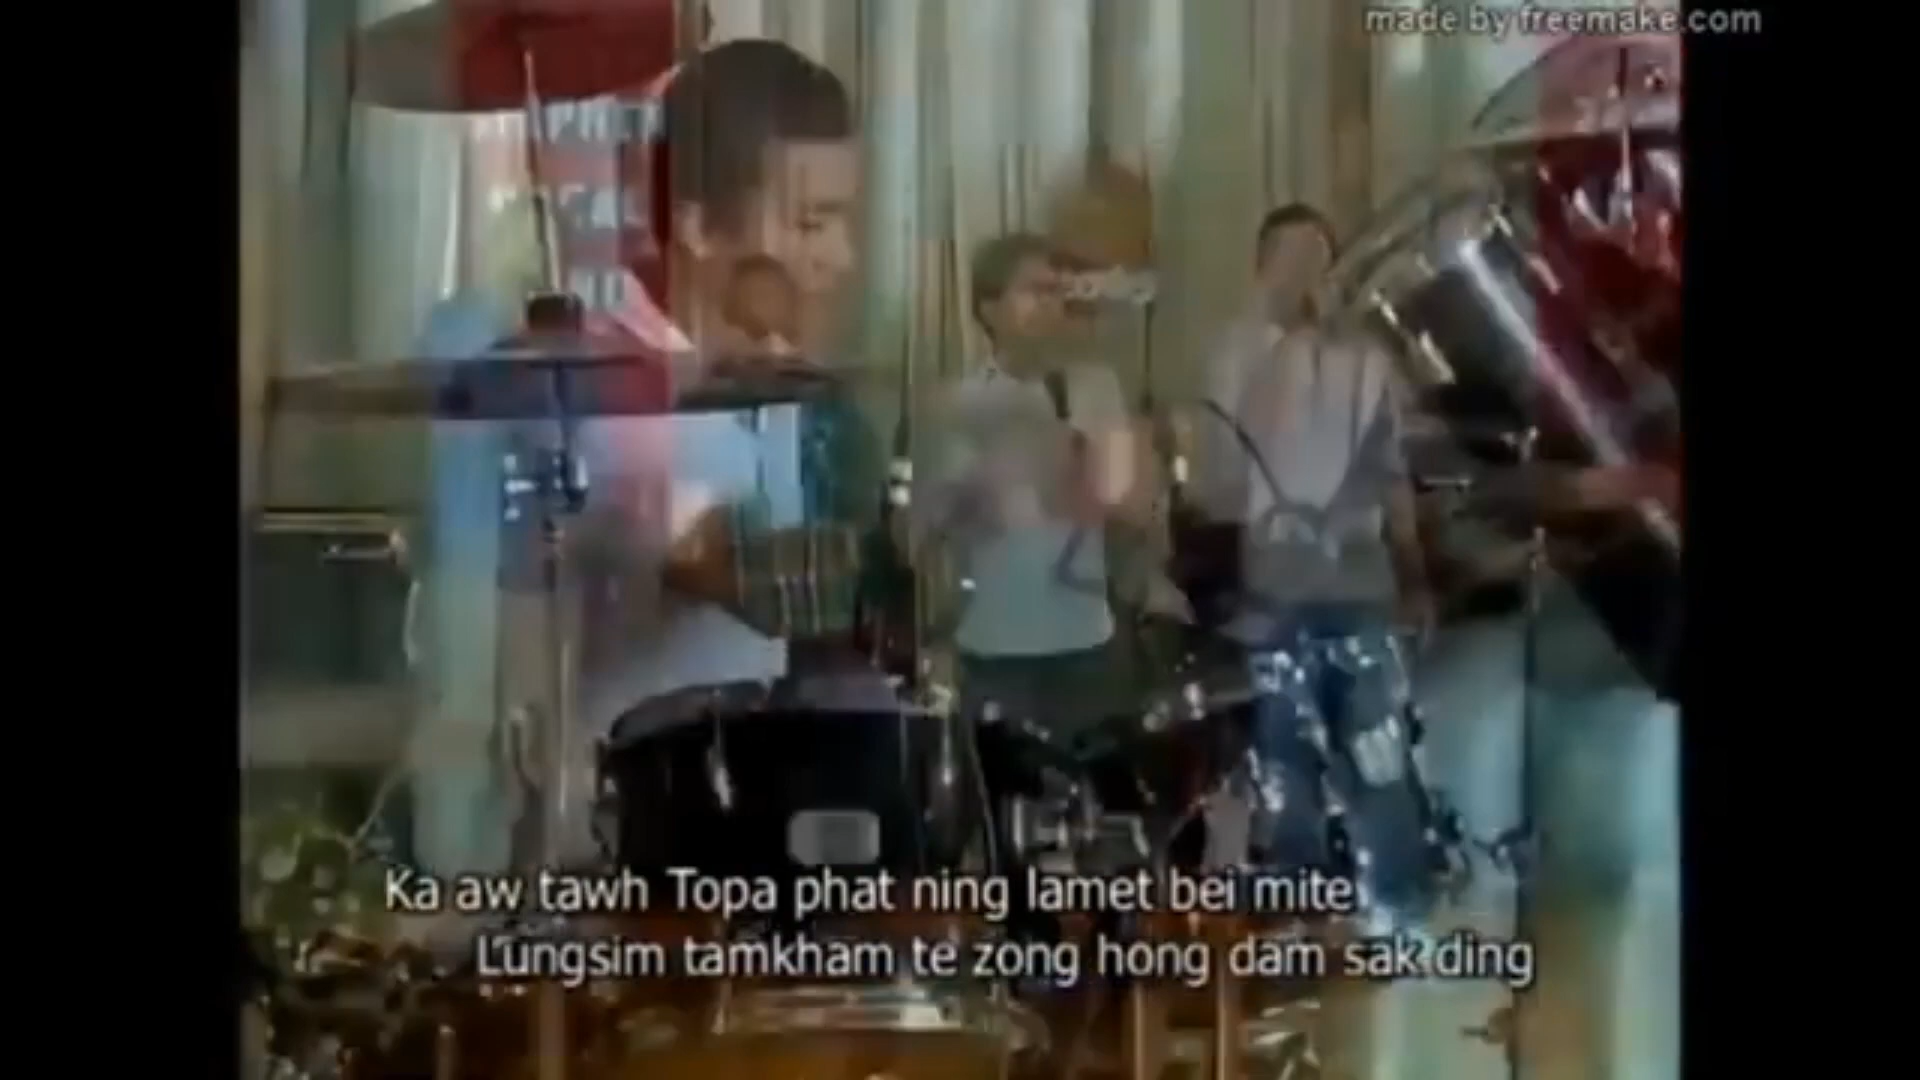 made by freemake.com
Ka aw tawh Topa phat ning lamet bei mite
Lungsim tamkham te zong hong dam sak ding